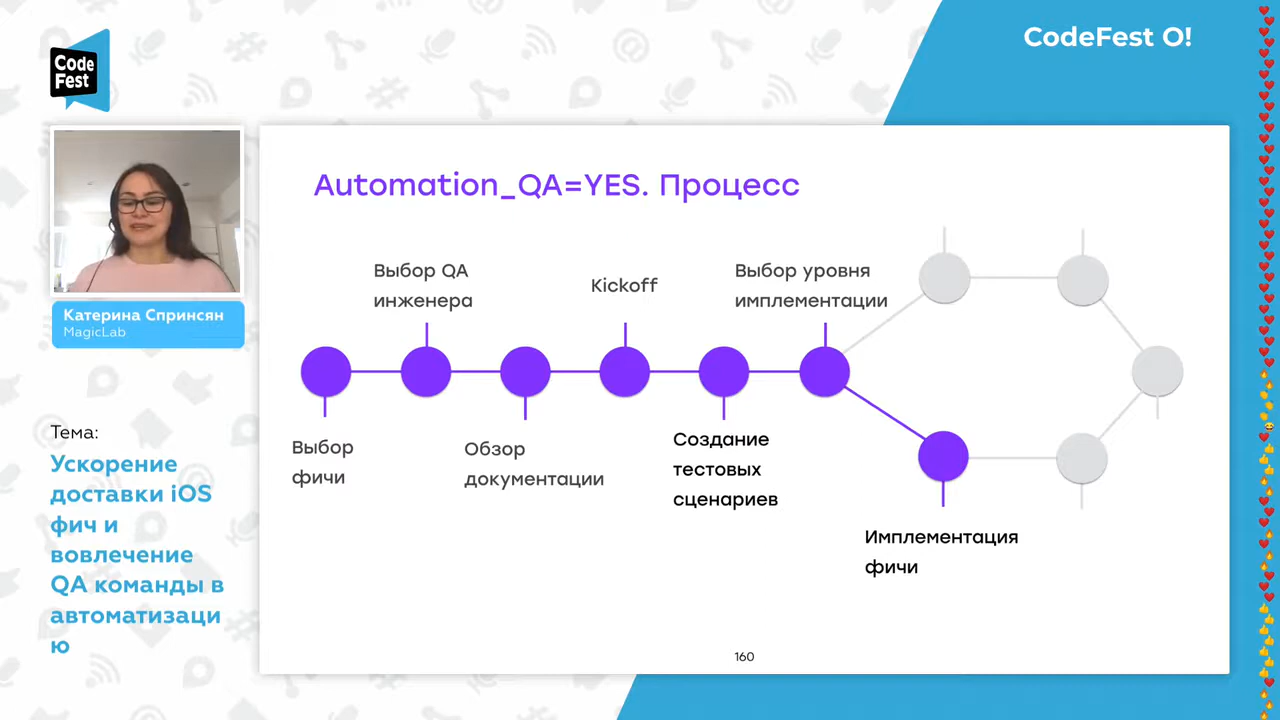 Code
Fest
CodeFest O!
Катерина Спринсян
MagicLab
Тема:
Ускорение
доставки iOS
фич и
вовлечение
QA команды в
автоматизаци
ю
Automation_QA=YES. Процесс
Выбор QA
инженера
Kickoff
Выбор уровня
имплементации
Выбор
фичи
Обзор
документации
Создание
тестовых
сценариев
Имплементация
фичи
160